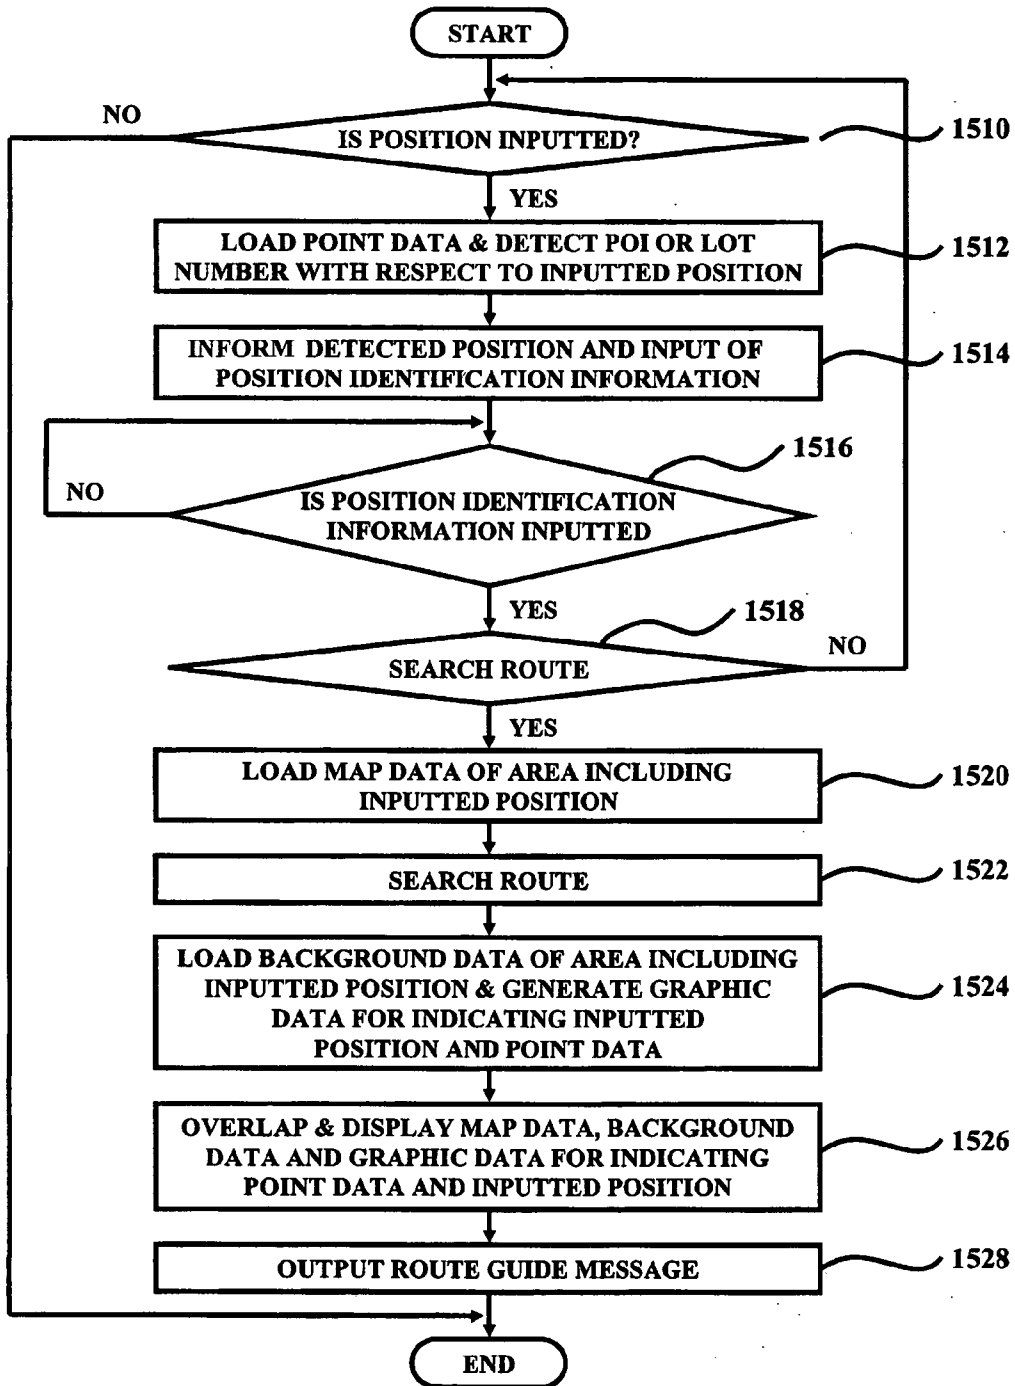 START
NO
IS POSITION INPUTTED?
1510
YES
LOAD POINT DATA & DETECT POI OR LOT
NUMBER WITH RESPECT TO INPUTTED POSITION
1512
INFORM DETECTED POSITION AND INPUT OF
POSITION IDENTIFICATION INFORMATION
1514
1516
NO
IS POSITION IDENTIFICATION
INFORMATION INPUTTED
YES
1518
NO
SEARCH ROUTE
YES
LOAD MAP DATA OF AREA INCLUDING
INPUTTED POSITION
1520
SEARCH ROUTE
1522
LOAD BACKGROUND DATA OF AREA INCLUDING
INPUTTED POSITION & GENERATE GRAPHIC
DATA FOR INDICATING INPUTTED
POSITION AND POINT DATA
1524
OVERLAP & DISPLAY MAP DATA, BACKGROUND
DATA AND GRAPHIC DATA FOR INDICATING
POINT DATA AND INPUTTED POSITION
1526
OUTPUT ROUTE GUIDE MESSAGE
1528
END